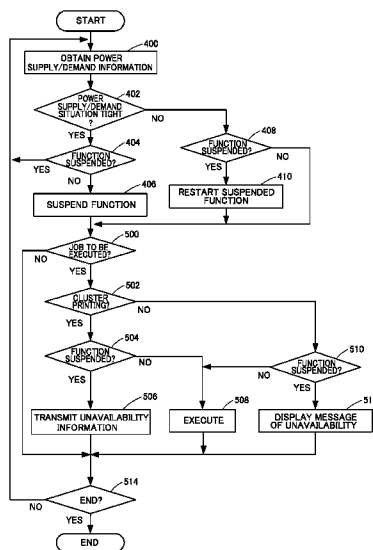 START
400
OBTAIN POWER
SUPPLY/DEMAND INFORMATION
402
POWER
SUPPLY/DEMAND
SITUATION TIGHT
?
NO
YES
404
FUNCTION
SUSPENDED?
YES
NO
408
FUNCTION
SUSPENDED?
YES
410
RESTART SUSPENDED
FUNCTION
406
SUSPEND FUNCTION
500
JOB TO BE
EXECUTED?
NO
YES
502
CLUSTER
PRINTING?
NO
YES
504
FUNCTION
SUSPENDED?
NO
YES
510
FUNCTION
SUSPENDED?
NO
YES
506
TRANSMIT UNAVAILABILITY
INFORMATION
508
EXECUTE
51
DISPLAY MESSAGE
OF UNAVAILABILITY
514
END?
NO
YES
END